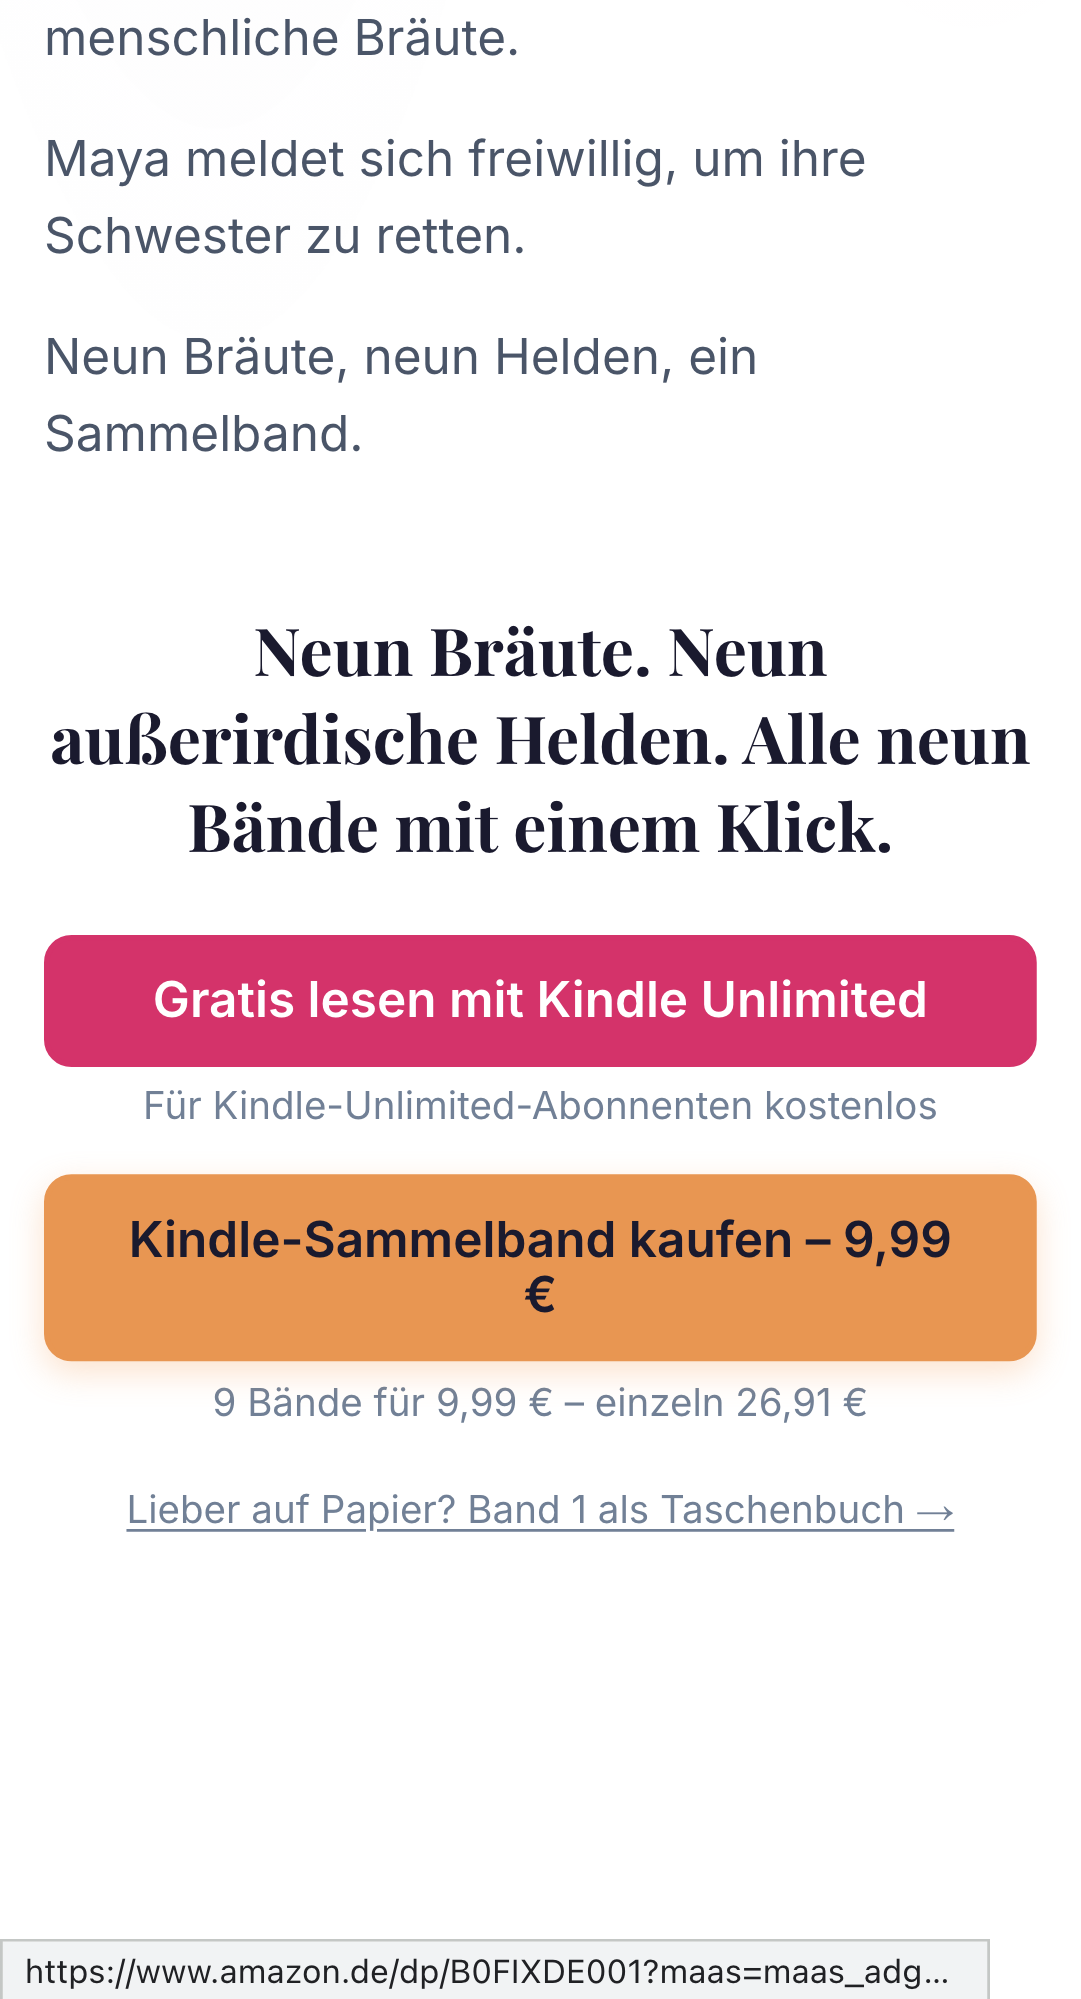 menschliche Bräute.
Maya meldet sich freiwillig, um ihre
Schwester zu retten.
Neun Bräute, neun Helden, ein
Sammelband.
Neun Bräute. Neun
außerirdische Helden. Alle neun
Bände mit einem Klick.
Gratis lesen mit Kindle Unlimited
Für Kindle-Unlimited-Abonnenten kostenlos
Kindle-Sammelband kaufen – 9,99
€
9 Bände für 9,99 € – einzeln 26,91 €
Lieber auf Papier? Band 1 als Taschenbuch →
https://www.amazon.de/dp/B0FIXDE001?maas=maas_adg...